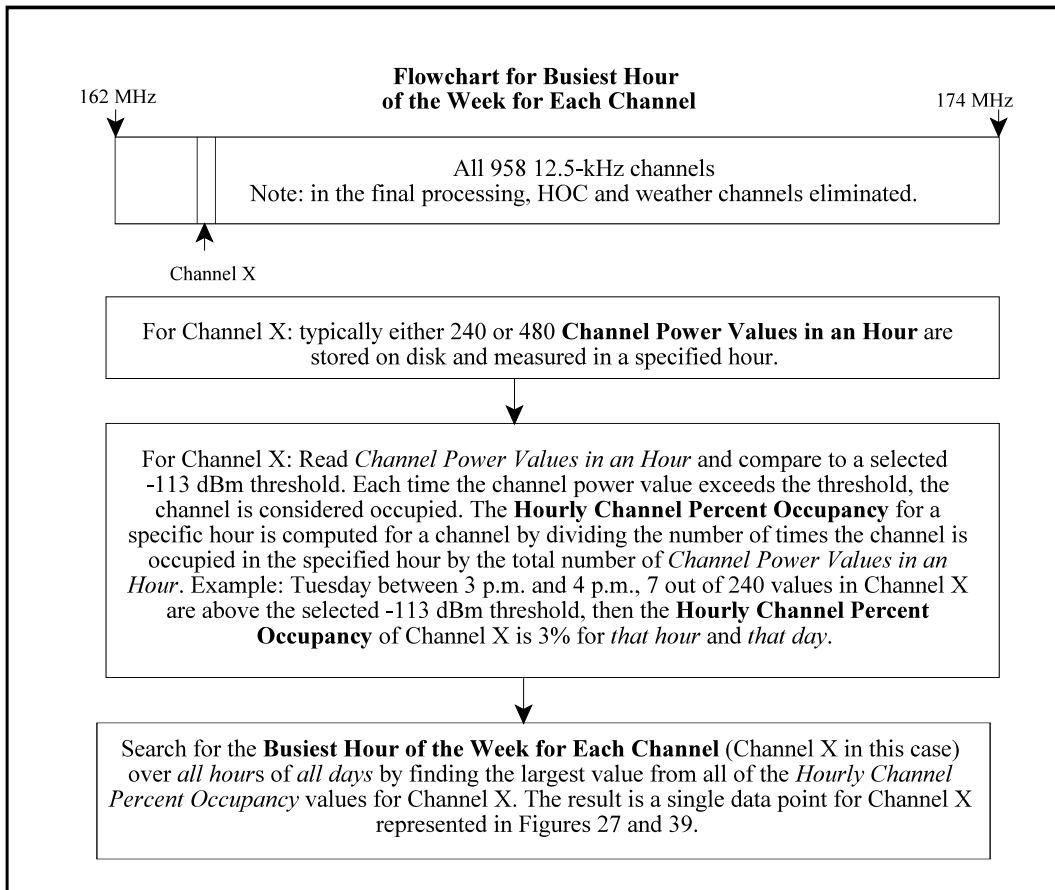 Flowchart for Busiest Hour
of the Week for Each Channel
162 MHz
174 MHz
All 958 12.5-kHz channels
Note: in the final processing, HOC and weather channels eliminated.
Channel X
For Channel X: typically either 240 or 480 Channel Power Values in an Hour are
stored on disk and measured in a specified hour.
For Channel X: Read Channel Power Values in an Hour and compare to a selected
-113 dBm threshold. Each time the channel power value exceeds the threshold, the
channel is considered occupied. The Hourly Channel Percent Occupancy for a
specific hour is computed for a channel by dividing the number of times the channel is
occupied in the specified hour by the total number of Channel Power Values in an
Hour. Example: Tuesday between 3 p.m. and 4 p.m., 7 out of 240 values in Channel X
are above the selected -113 dBm threshold, then the Hourly Channel Percent
Occupancy of Channel X is 3% for that hour and that day.
Search for the Busiest Hour of the Week for Each Channel (Channel X in this case)
over all hours of all days by finding the largest value from all of the Hourly Channel
Percent Occupancy values for Channel X. The result is a single data point for Channel X
represented in Figures 27 and 39.